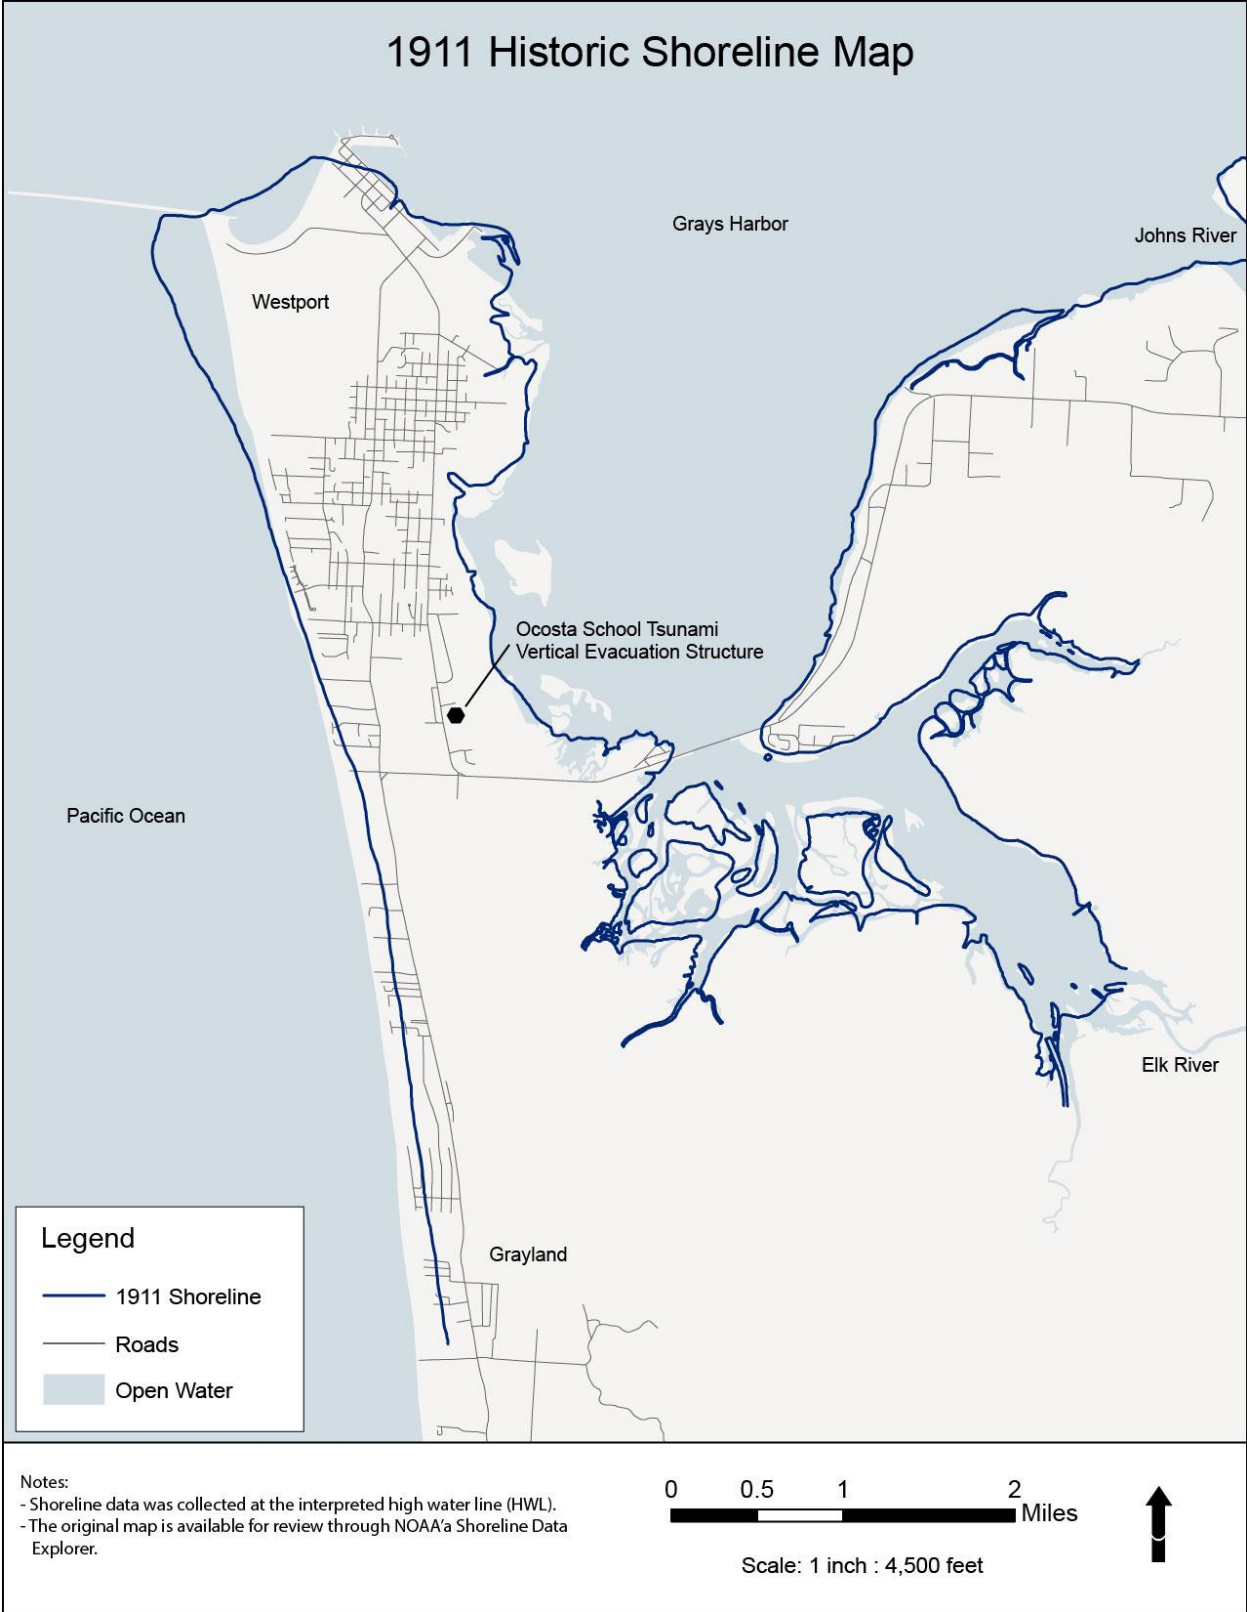 1911 Historic Shoreline Map
Grays Harbor
Johns River
Westport
Ocosta School Tsunami
Vertical Evacuation Structure
Pacific Ocean
Elk River
Grayland
Legend
1911 Shoreline
Roads
Open Water
Notes:
- Shoreline data was collected at the interpreted high water line (HWL).
- The original map is available for review through NOAA'a Shoreline Data
Explorer.
0 0.5 1 2
Miles
Scale: 1 inch : 4,500 feet